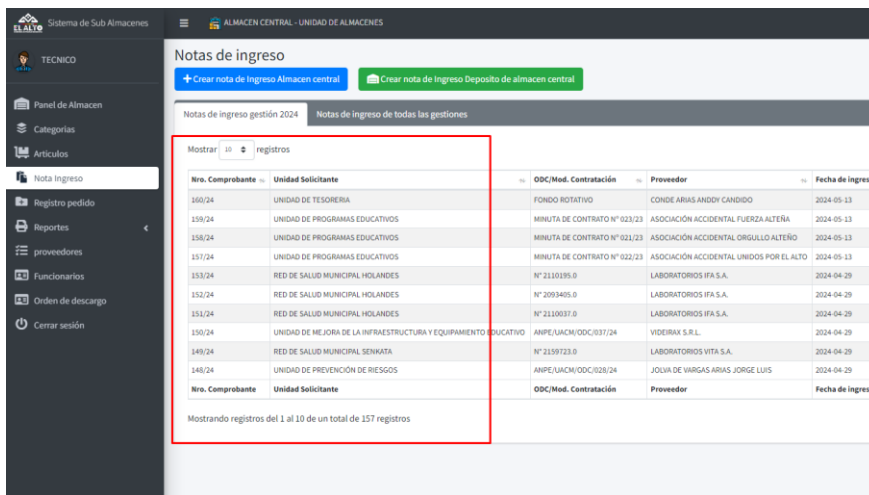 EL ALTO Sistema de Sub Almacenes
ALMACEN CENTRAL - UNIDAD DE ALMACENES
TECNICO
Panel de Almacen
Categorias
Articulos
Nota Ingreso
Registro pedido
Reportes
proveedores
Funcionarios
Orden de descargo
Cerrar sesión
Notas de ingreso
+Crear nota de Ingreso Almacen central Crear nota de Ingreso Deposito de almacen central
Notas de ingreso gestión 2024 Notas de ingreso de todas las gestiones
Mostrar 10 registros
Nro. Comprobante Unidad Solicitante ODC/Mod. Contratación Proveedor Fecha de ingres
160/24 UNIDAD DE TESORERIA FONDO ROTATIVO CONDE ARIAS ANDDY CANDIDO 2024-05-13
159/24 UNIDAD DE PROGRAMAS EDUCATIVOS MINUTA DE CONTRATO N° 023/23 ASOCIACIÓN ACCIDENTAL FUERZA ALTEÑA 2024-05-13
158/24 UNIDAD DE PROGRAMAS EDUCATIVOS MINUTA DE CONTRATO N° 021/23 ASOCIACIÓN ACCIDENTAL ORGULLO ALTEÑO 2024-05-13
157/24 UNIDAD DE PROGRAMAS EDUCATIVOS MINUTA DE CONTRATO N° 022/23 ASOCIACIÓN ACCIDENTAL UNIDOS POR EL ALTO 2024-05-13
153/24 RED DE SALUD MUNICIPAL HOLANDES N° 2110195.0 LABORATORIOS IFA S.A. 2024-04-29
152/24 RED DE SALUD MUNICIPAL HOLANDES N° 2093405.0 LABORATORIOS IFA S.A. 2024-04-29
151/24 RED DE SALUD MUNICIPAL HOLANDES N° 2110037.0 LABORATORIOS IFA S.A. 2024-04-29
150/24 UNIDAD DE MEJORA DE LA INFRAESTRUCTURA Y EQUIPAMIENTO EDUCATIVO ANPE/UACM/ODC/037/24 VIDEIRAX S.R.L. 2024-04-29
149/24 RED DE SALUD MUNICIPAL SENKATA N° 2159723.0 LABORATORIOS VITA S.A. 2024-04-29
148/24 UNIDAD DE PREVENCIÓN DE RIESGOS ANPE/UACM/ODC/028/24 JOLVA DE VARGAS ARIAS JORGE LUIS 2024-04-29
Nro. Comprobante Unidad Solicitante ODC/Mod. Contratación Proveedor Fecha de ingres
Mostrando registros del 1 al 10 de un total de 157 registros